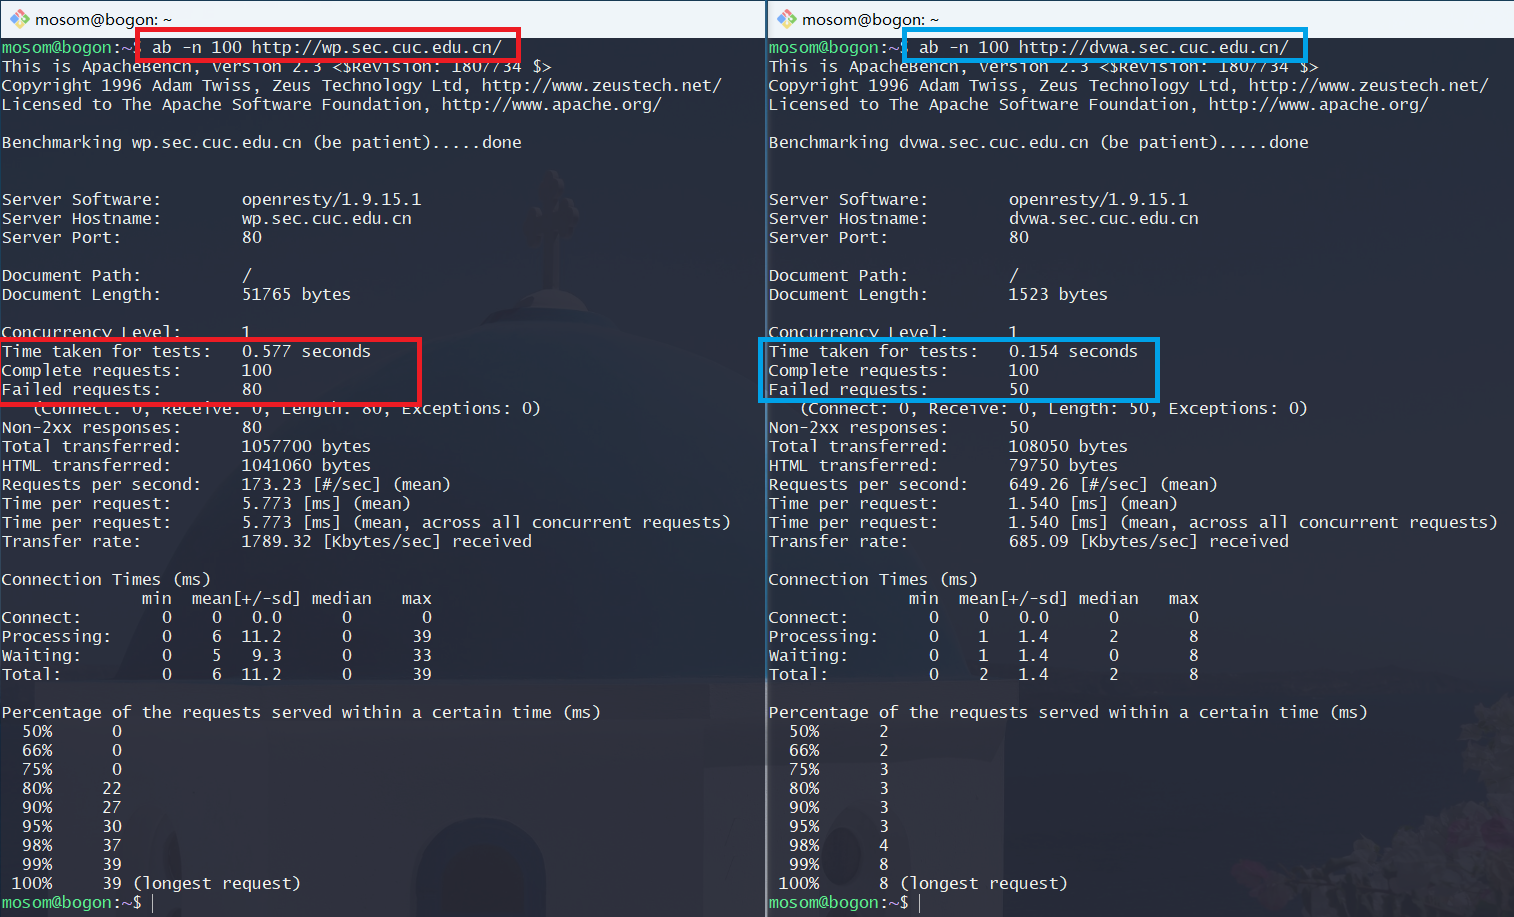 mosom@bogon: ~
mosom@bogon:~$ ab -n 100 http://wp.sec.cuc.edu.cn/
This is ApacheBench, Version 2.3 <$Revision: 1807734 $>
Copyright 1996 Adam Twiss, Zeus Technology Ltd, http://www.zeustech.net/
Licensed to The Apache Software Foundation, http://www.apache.org/
Benchmarking wp.sec.cuc.edu.cn (be patient).....done
Server Software: openresty/1.9.15.1
Server Hostname: wp.sec.cuc.edu.cn
Server Port: 80
Document Path: /
Document Length: 51765 bytes
Concurrency Level: 1
Time taken for tests: 0.577 seconds
Complete requests: 100
Failed requests: 80
(Connect: 0, Receive: 0, Length: 80, Exceptions: 0)
Non-2xx responses: 80
Total transferred: 1057700 bytes
HTML transferred: 1041060 bytes
Requests per second: 173.23 [#/sec] (mean)
Time per request: 5.773 [ms] (mean)
Time per request: 5.773 [ms] (mean, across all concurrent requests)
Transfer rate: 1789.32 [Kbytes/sec] received
Connection Times (ms)
min mean[+/-sd] median max
Connect: 0 0 0.0 0 0
Processing: 0 6 11.2 0 39
Waiting: 0 5 9.3 0 33
Total: 0 6 11.2 0 39
Percentage of the requests served within a certain time (ms)
50% 0
66% 0
75% 0
80% 22
90% 27
95% 30
98% 37
99% 39
100% 39 (longest request)
mosom@bogon:~$
mosom@bogon: ~
mosom@bogon:~$ ab -n 100 http://dvwa.sec.cuc.edu.cn/
This is ApacheBench, Version 2.3 <$Revision: 1807734 $>
Copyright 1996 Adam Twiss, Zeus Technology Ltd, http://www.zeustech.net/
Licensed to The Apache Software Foundation, http://www.apache.org/
Benchmarking dvwa.sec.cuc.edu.cn (be patient).....done
Server Software: openresty/1.9.15.1
Server Hostname: dvwa.sec.cuc.edu.cn
Server Port: 80
Document Path: /
Document Length: 1523 bytes
Concurrency Level: 1
Time taken for tests: 0.154 seconds
Complete requests: 100
Failed requests: 50
(Connect: 0, Receive: 0, Length: 50, Exceptions: 0)
Non-2xx responses: 50
Total transferred: 108050 bytes
HTML transferred: 79750 bytes
Requests per second: 649.26 [#/sec] (mean)
Time per request: 1.540 [ms] (mean)
Time per request: 1.540 [ms] (mean, across all concurrent requests)
Transfer rate: 685.09 [Kbytes/sec] received
Connection Times (ms)
min mean[+/-sd] median max
Connect: 0 0 0.0 0 0
Processing: 0 1 1.4 2 8
Waiting: 0 1 1.4 0 8
Total: 0 2 1.4 2 8
Percentage of the requests served within a certain time (ms)
50% 2
66% 2
75% 3
80% 3
90% 3
95% 3
98% 4
99% 8
100% 8 (longest request)
mosom@bogon:~$